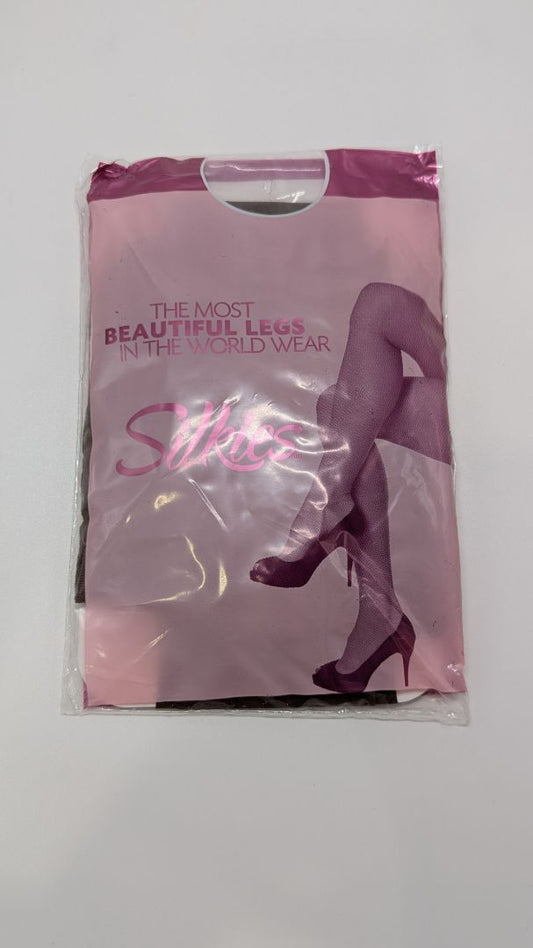 THE MOST
BEAUTIFUL LEGS
IN THE WORLD WEAR
Silkies